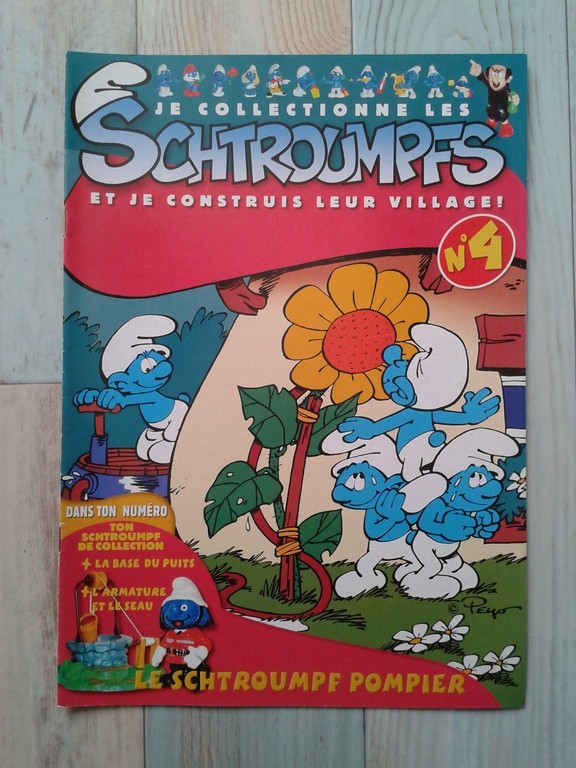 JE COLLECTIONNE LES
SCHTROUMPFS
ET JE CONSTRUIS LEUR VILLAGE!
N°4
DANS TON NUMÉRO
TON
SCHTROUMPF
DE COLLECTION
+ LA BASE DU PUITS
+ L'ARMATURE
ET LE SEAU
© Peyo
LE SCHTROUMPF POMPIER